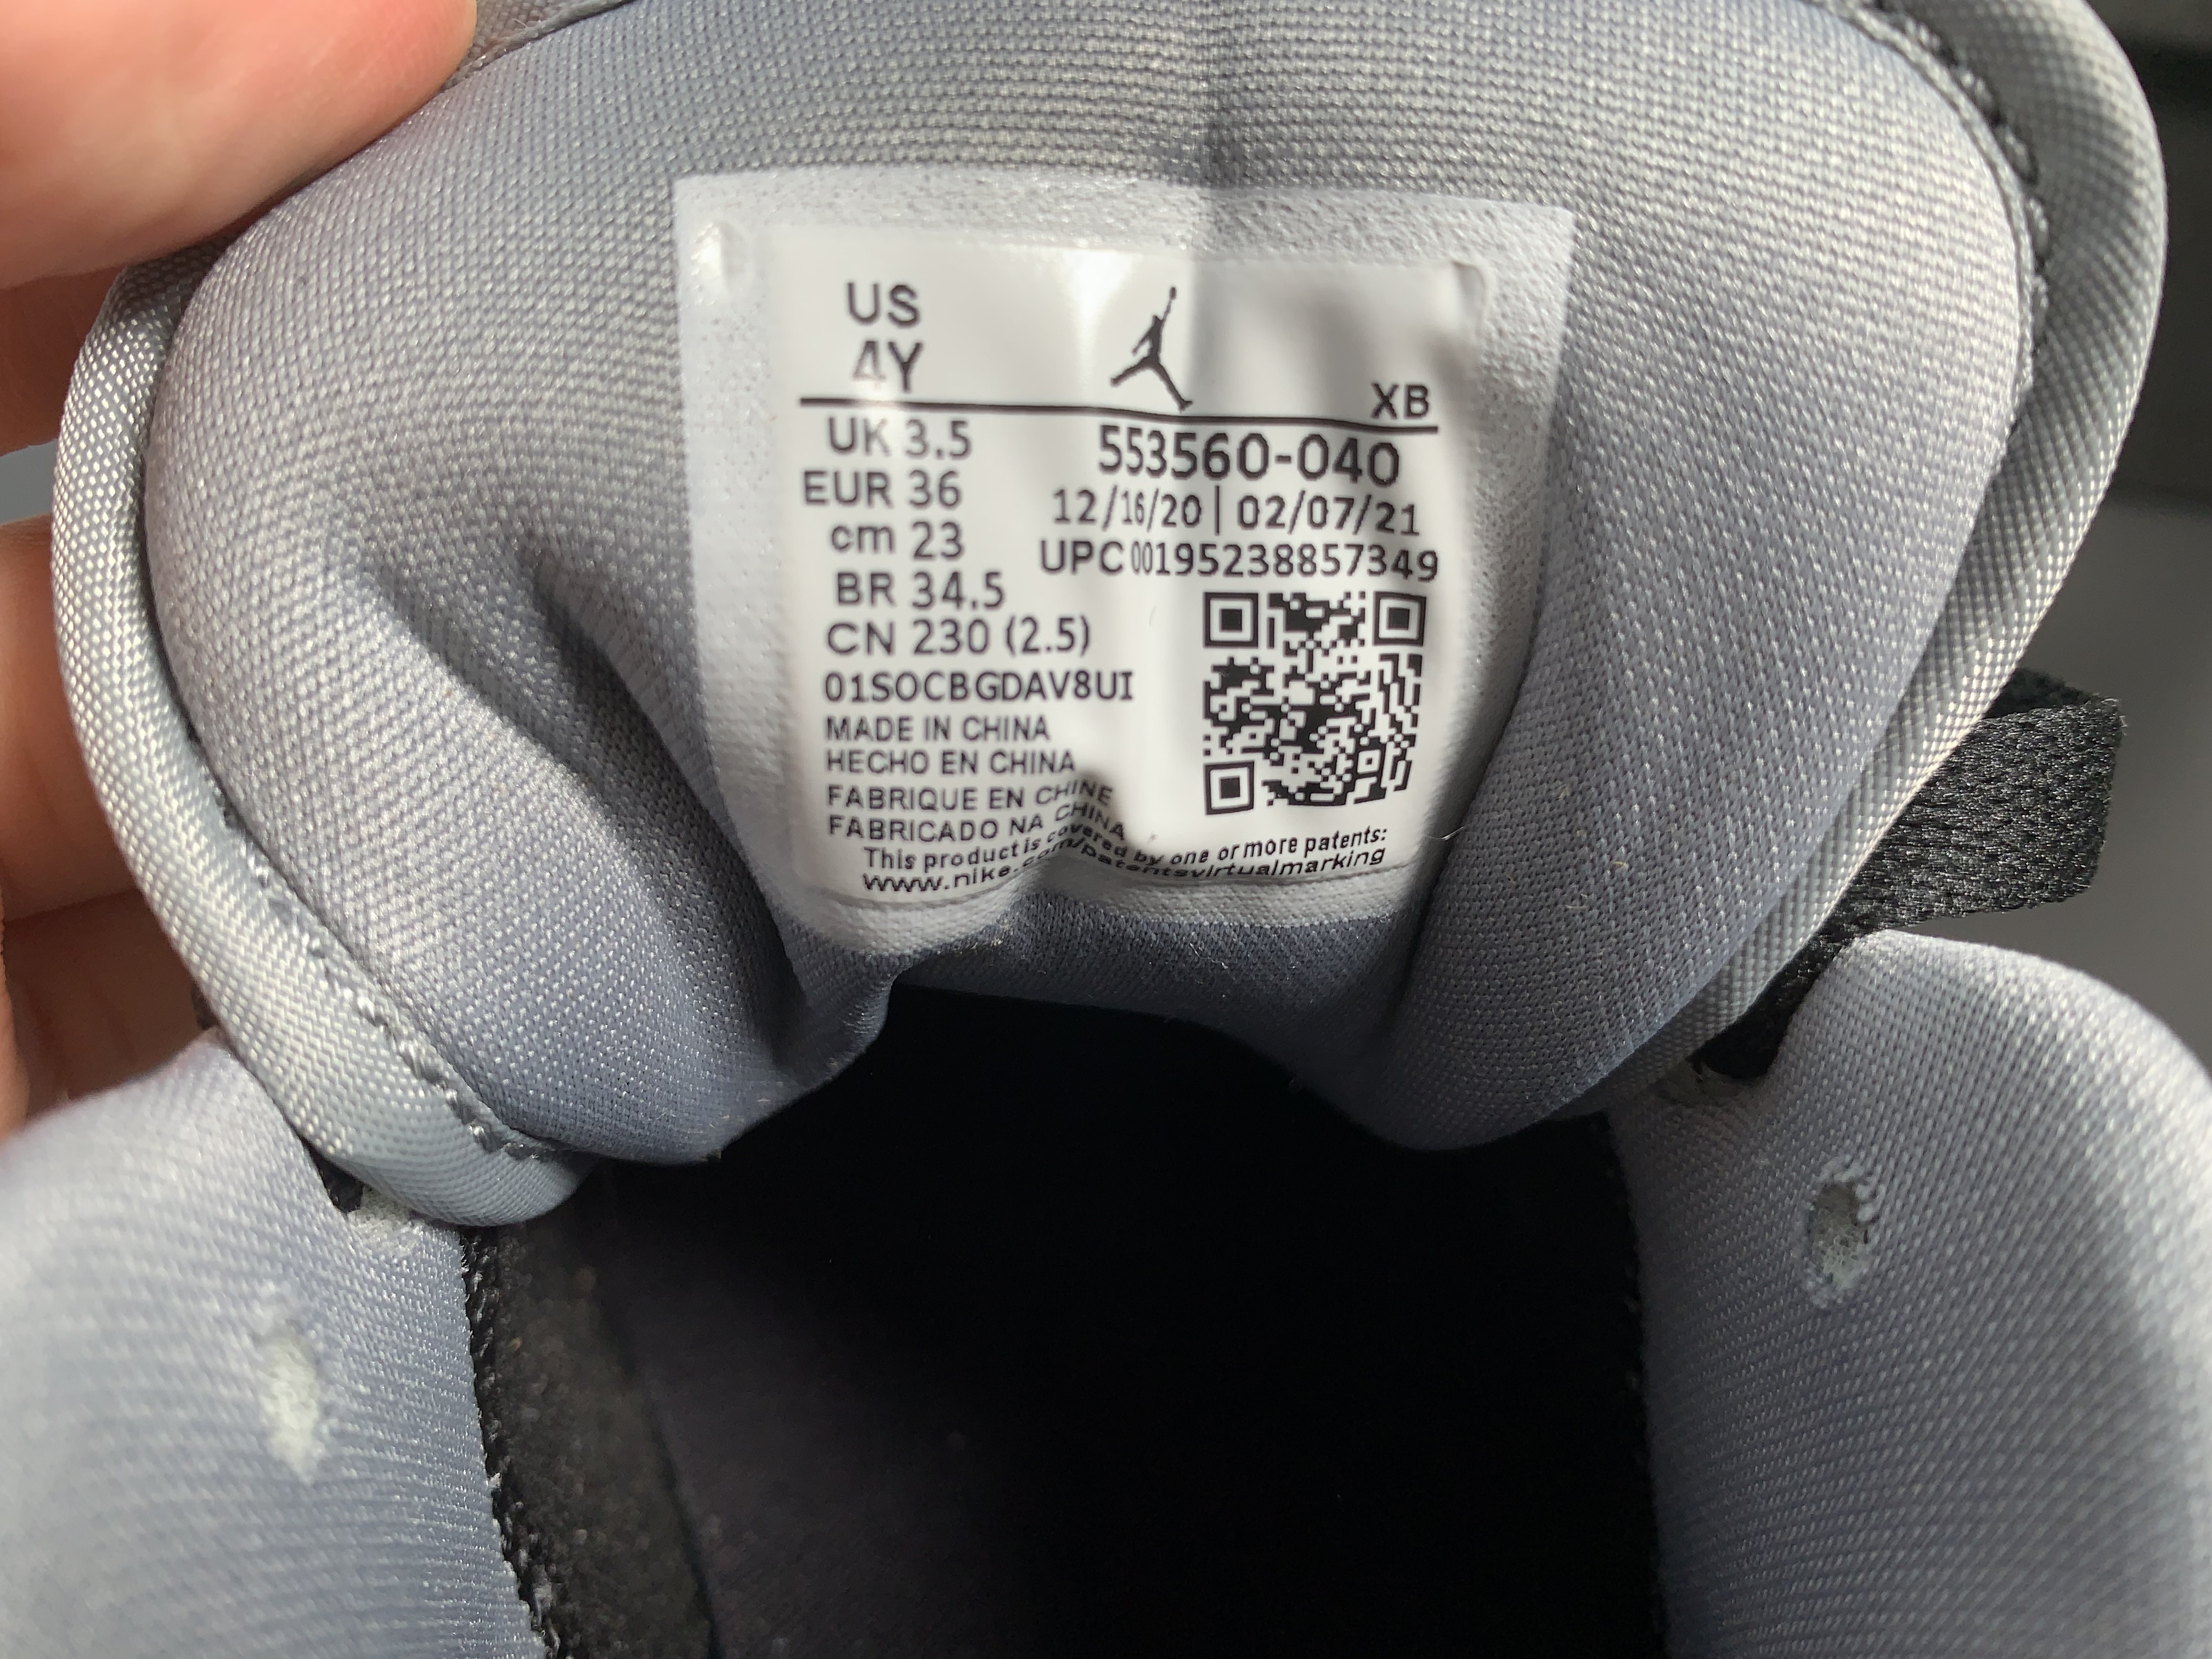 US
4Y
XB
UK 3.5
EUR 36
cm 23
BR 34.5
CN 230 (2.5)
553560-040
12/16/20 | 02/07/21
UPC 00195238857349
01SOCBGDAV8UI
MADE IN CHINA
HECHO EN CHINA
FABRIQUE EN CHINE
FABRICADO NA CHINA
This product is covered by one or more patents:
www.nike.com/patentsvirtualmarking